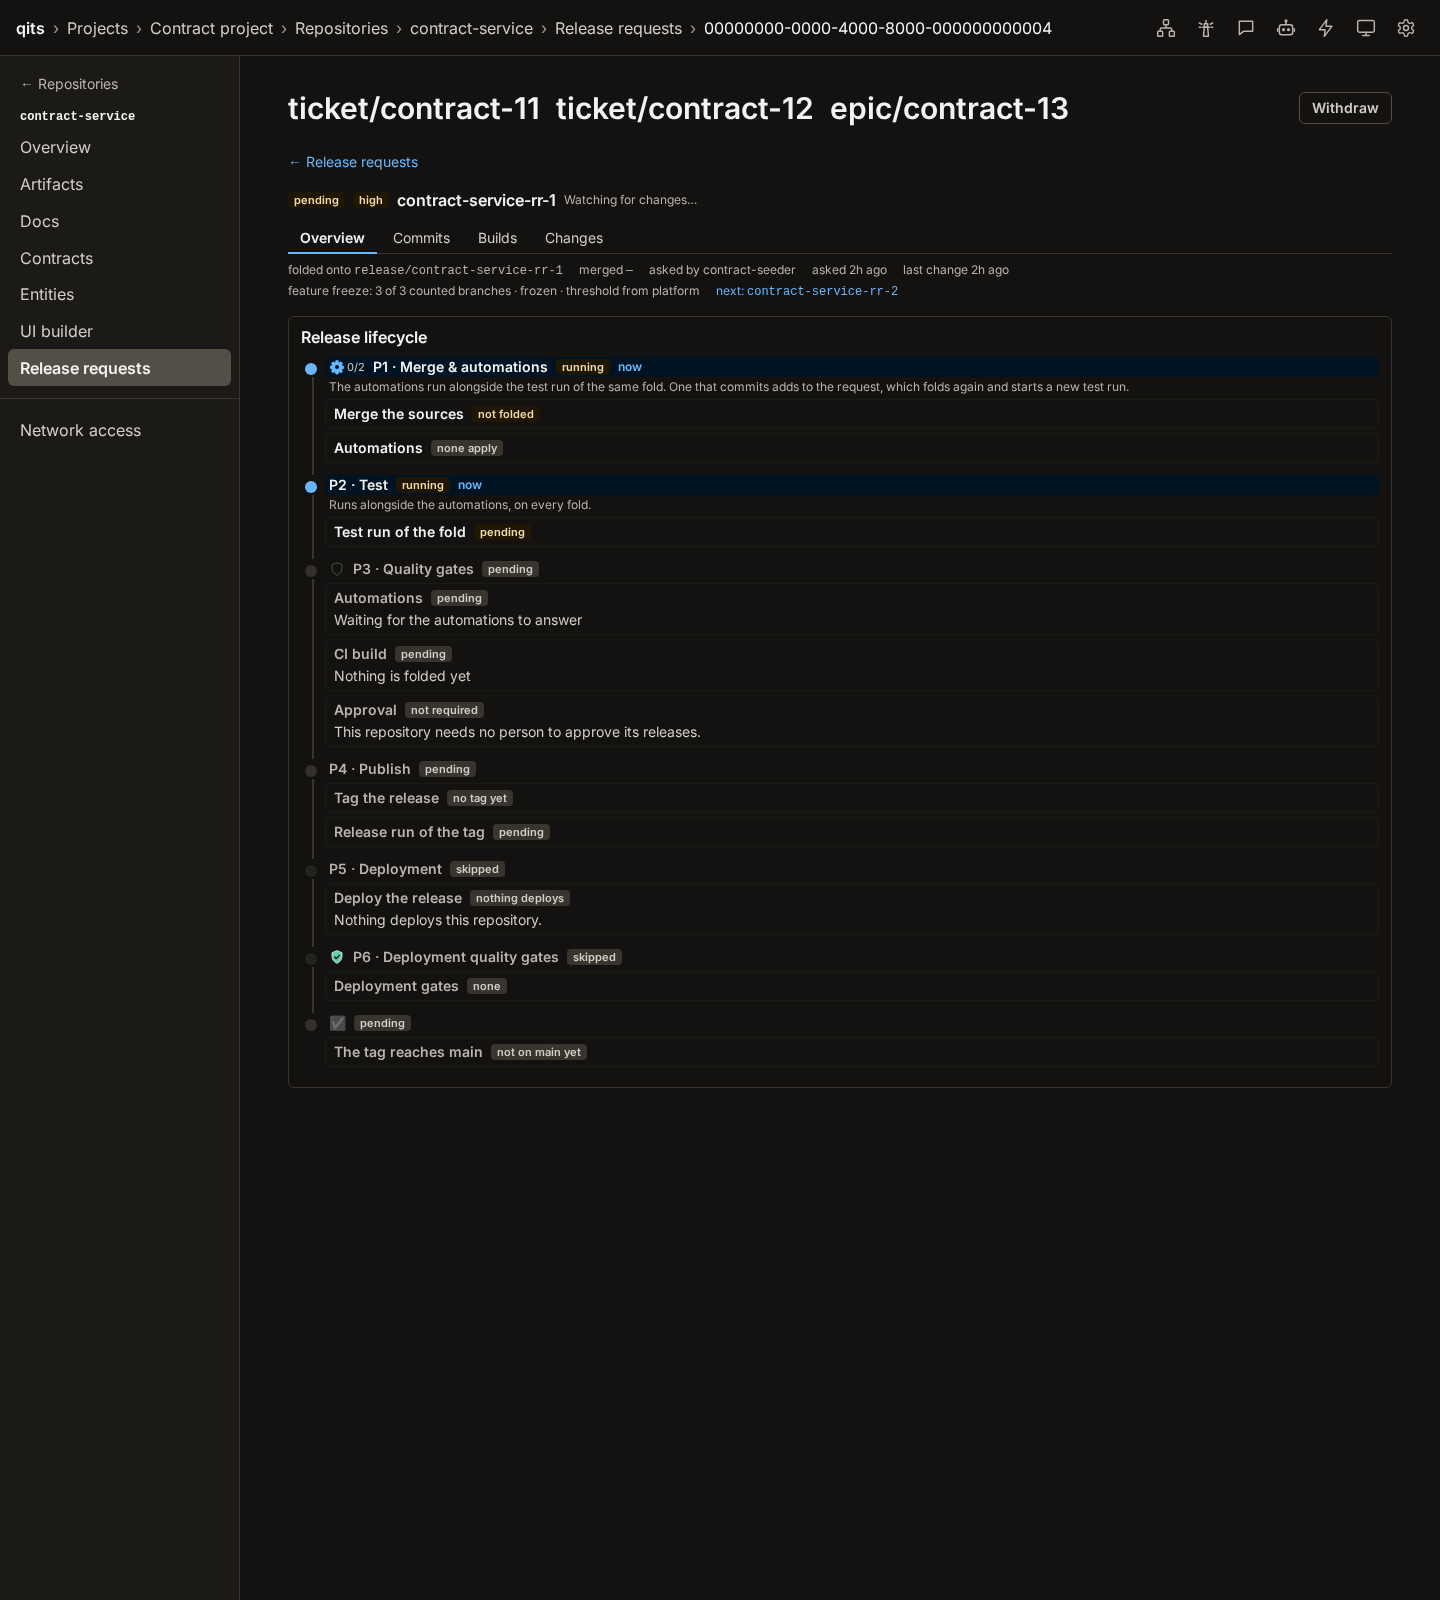 qits › Projects › Contract project › Repositories › contract-service › Release requests › 00000000-0000-4000-8000-000000000004
← Repositories
contract-service
Overview
Artifacts
Docs
Contracts
Entities
UI builder
Release requests
Network access
ticket/contract-11 ticket/contract-12 epic/contract-13
Withdraw
← Release requests
pending high contract-service-rr-1 Watching for changes…
Overview Commits Builds Changes
folded onto release/contract-service-rr-1 merged — asked by contract-seeder asked 2h ago last change 2h ago
feature freeze: 3 of 3 counted branches · frozen · threshold from platform next: contract-service-rr-2
Release lifecycle
0/2 P1 · Merge & automations running now
The automations run alongside the test run of the same fold. One that commits adds to the request, which folds again and starts a new test run.
Merge the sources not folded
Automations none apply
P2 · Test running now
Runs alongside the automations, on every fold.
Test run of the fold pending
P3 · Quality gates pending
Automations pending
Waiting for the automations to answer
CI build pending
Nothing is folded yet
Approval not required
This repository needs no person to approve its releases.
P4 · Publish pending
Tag the release no tag yet
Release run of the tag pending
P5 · Deployment skipped
Deploy the release nothing deploys
Nothing deploys this repository.
P6 · Deployment quality gates skipped
Deployment gates none
pending
The tag reaches main not on main yet